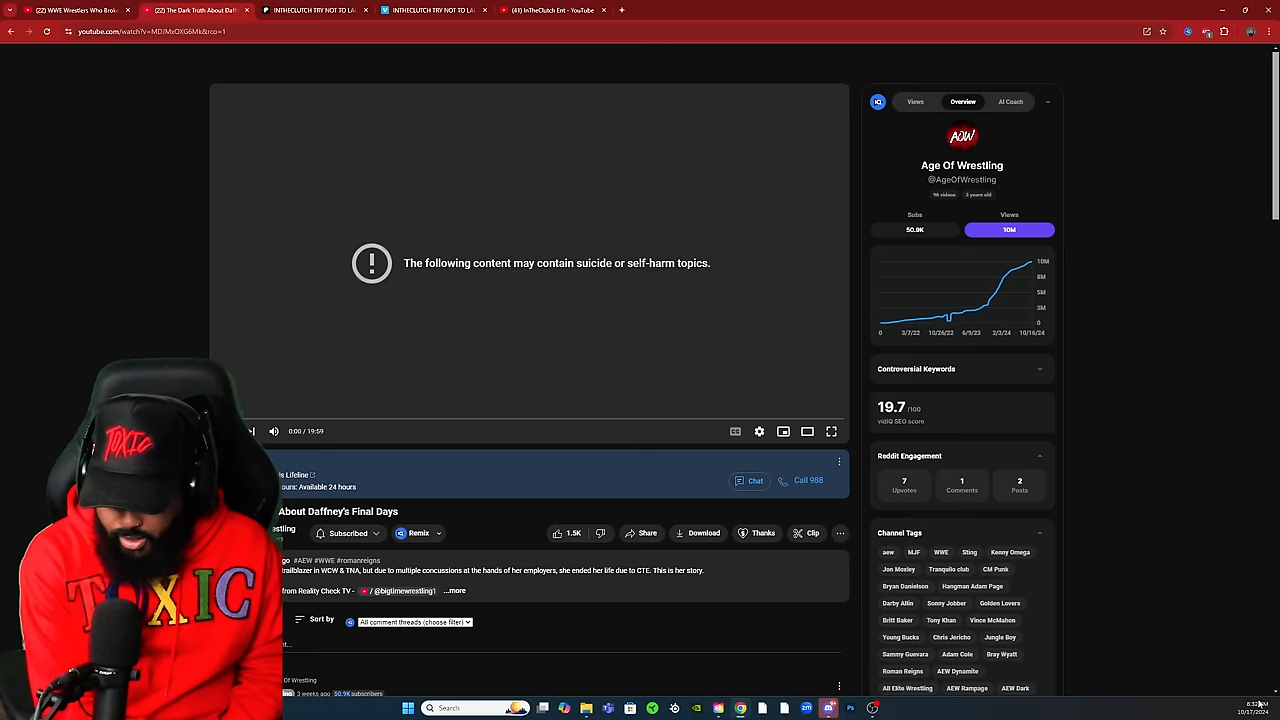 (22) WWE Wrestlers Who Brok
(22) The Dark Truth About Daff
INTHECLUTCH TRY NOT TO LA
INTHECLUTCH TRY NOT TO LA
(41) InTheClutch Ent - YouTube
youtube.com/watch?v=MDJMxOXG6Mk&rco=1
The following content may contain suicide or self-harm topics.
0:00 / 19:59
s Lifeline
ours: Available 24 hours
Chat
Call 988
About Daffney's Final Days
estling
Subscribed
Remix
1.5K
Share
Download
Thanks
Clip
go #AEW #WWE #romanreigns
railblazer in WCW & TNA, but due to multiple concussions at the hands of her employers, she ended her life due to CTE. This is her story.
from Reality Check TV - / @bigtimewrestling1 ...more
Sort by
All comment threads (choose filter)
Of Wrestling
3 weeks ago 50.9K subscribers
IQ
Views
Overview
AI Coach
AOW
Age Of Wrestling
@AgeOfWrestling
96 videos
3 years old
Subs
Views
50.9K
10M
10M
8M
5M
3M
0
0 3/7/22 10/26/22 6/9/23 2/3/24 10/16/24
Controversial Keywords
19.7 /100
vidIQ SEO score
Reddit Engagement
7
Upvotes
1
Comments
2
Posts
Channel Tags
aew MJF WWE Sting Kenny Omega
Jon Moxley Tranquilo club CM Punk
Bryan Danielson Hangman Adam Page
Darby Allin Sonny Jobber Golden Lovers
Britt Baker Tony Khan Vince McMahon
Young Bucks Chris Jericho Jungle Boy
Sammy Guevara Adam Cole Bray Wyatt
Roman Reigns AEW Dynamite
All Elite Wrestling AEW Rampage AEW Dark
TOXIC
TOXIC
Search
8:32 AM
10/17/2024